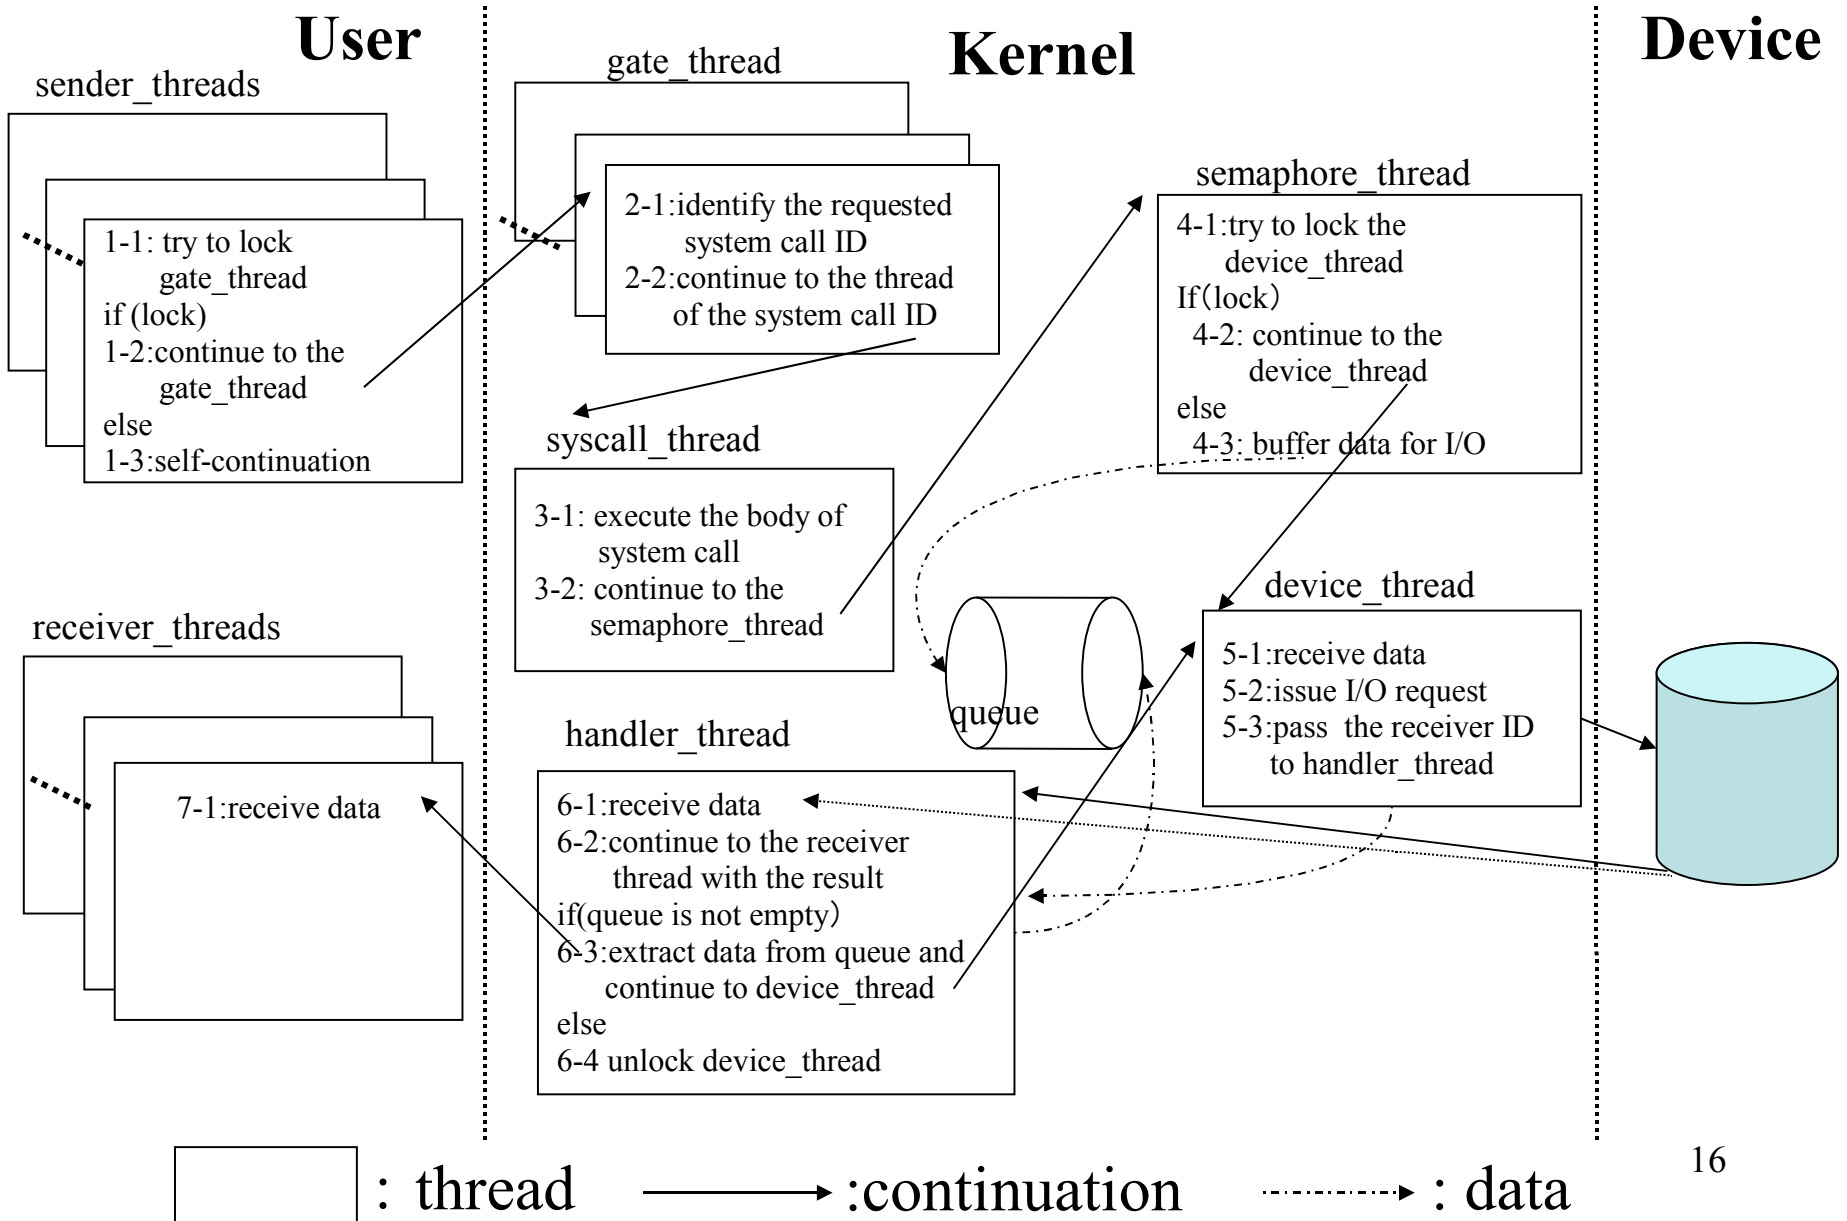 User
Kernel
Device
sender_threads
1-1: try to lock
gate_thread
if (lock)
1-2:continue to the
gate_thread
else
1-3:self-continuation
gate_thread
2-1:identify the requested
system call ID
2-2:continue to the thread
of the system call ID
semaphore_thread
4-1:try to lock the
device_thread
If(lock)
4-2: continue to the
device_thread
else
4-3: buffer data for I/O
syscall_thread
3-1: execute the body of
system call
3-2: continue to the
semaphore_thread
queue
device_thread
5-1:receive data
5-2:issue I/O request
5-3:pass the receiver ID
to handler_thread
receiver_threads
7-1:receive data
handler_thread
6-1:receive data
6-2:continue to the receiver
thread with the result
if(queue is not empty)
6-3:extract data from queue and
continue to device_thread
else
6-4 unlock device_thread
16
: thread
:continuation
: data